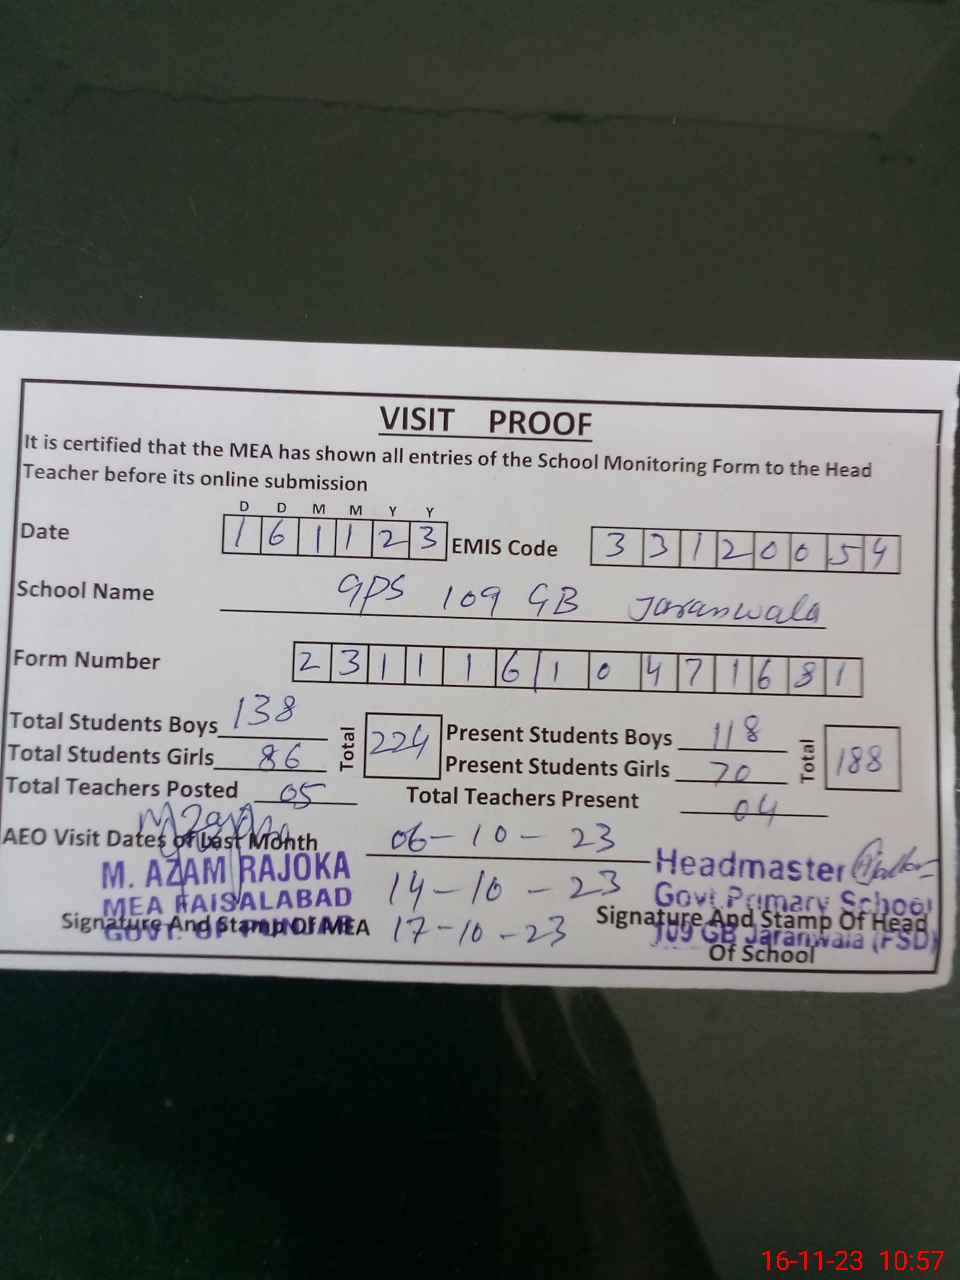 VISIT PROOF
It is certified that the MEA has shown all entries of the School Monitoring Form to the Head
Teacher before its online submission
D D M M Y Y
Date 1 6 1 1 2 3 EMIS Code 3 3 1 2 0 0 5 4
School Name GPS 109 GB Jaranwala
Form Number 2 3 1 1 1 6 1 0 4 7 1 6 8 1
Total Students Boys 138 Total 224 Present Students Boys 118 Total 188
Total Students Girls 86 Present Students Girls 70
Total Teachers Posted 05 Total Teachers Present 04
AEO Visit Dates of Last Month 06-10-23
14-10-23
17-10-23
M. AZAM RAJOKA
MEA FAISALABAD
GOVT. OF PUNJAB
Signature And Stamp Of MEA
Headmaster
Govt. Primary School
109 GB Jaranwala (FSD)
Signature And Stamp Of Head
Of School
16-11-23 10:57